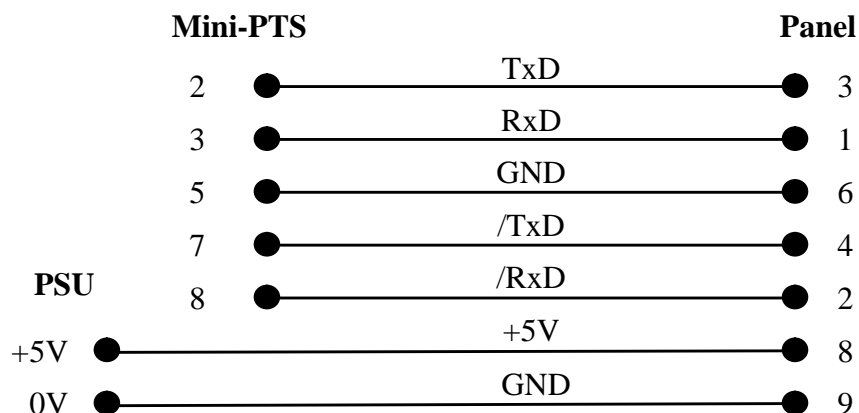 Mini-PTS Panel
TxD
2 3
RxD
3 1
GND
5 6
/TxD
7 4
PSU
/RxD
8 2
+5V
+5V 8
GND
0V 9